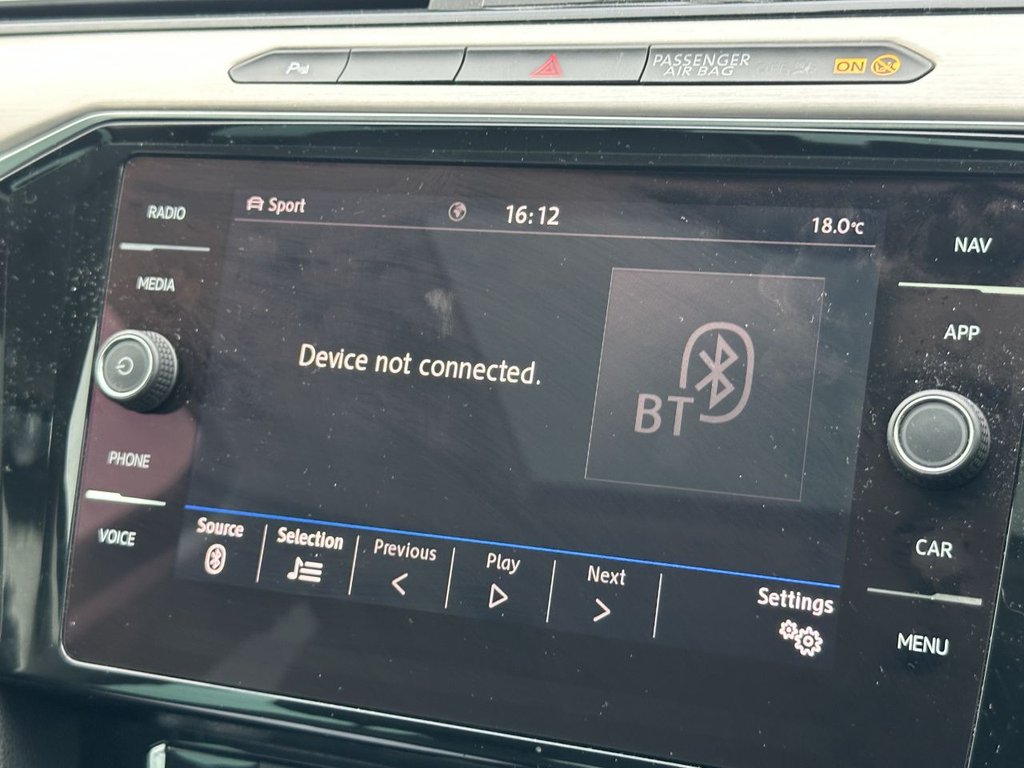 P
PASSENGER
AIR BAG
ON
RADIO
Sport
16:12
18.0°C
NAV
MEDIA
APP
Device not connected.
BT
PHONE
VOICE
Source
Selection
Previous
Play
Next
Settings
CAR
MENU